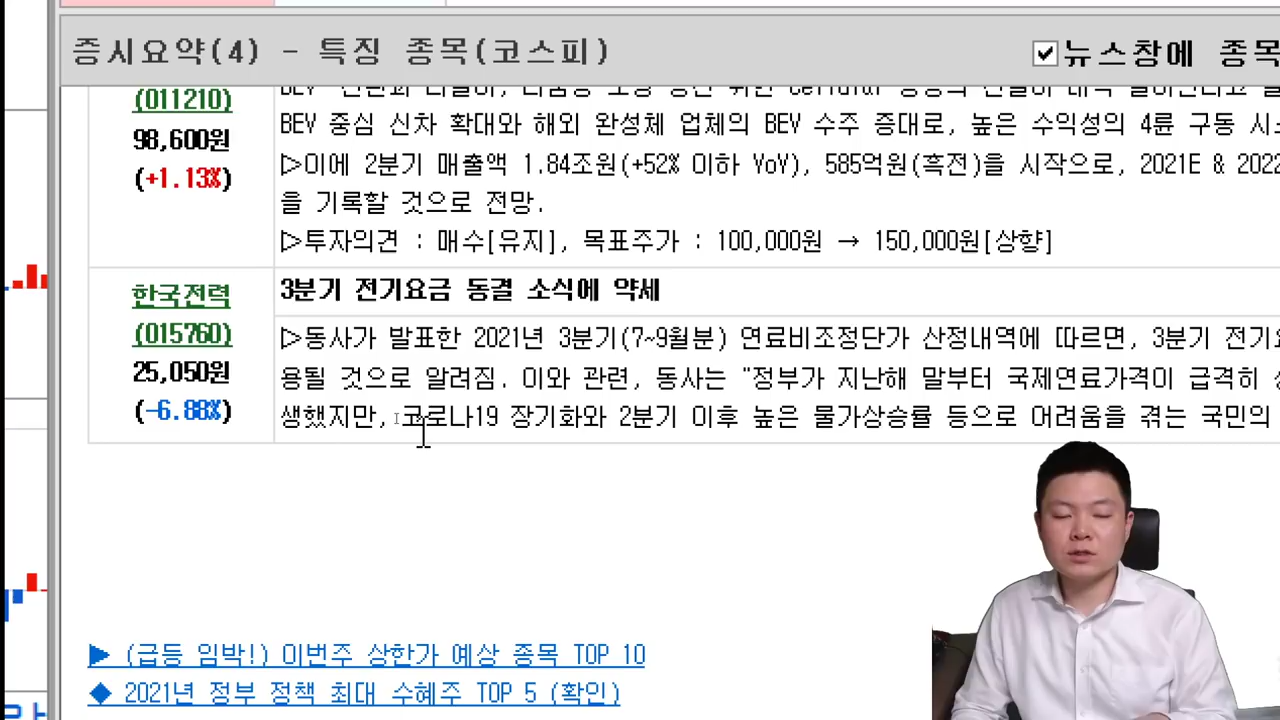 증시요약(4) - 특징 종목(코스피)
뉴스창에 종목
(011210)
98,600원
(+1.13%)
BEV 중심 신차 확대와 해외 완성체 업체의 BEV 수주 증대로, 높은 수익성의 4륜 구동 시
▷이에 2분기 매출액 1.84조원(+52% 이하 YoY), 585억원(흑전)을 시작으로, 2021E & 2022
을 기록할 것으로 전망.
▷투자의견 : 매수[유지], 목표주가 : 100,000원 → 150,000원[상향]
한국전력
(015760)
25,050원
(-6.88%)
3분기 전기요금 동결 소식에 약세
▷동사가 발표한 2021년 3분기(7~9월분) 연료비조정단가 산정내역에 따르면, 3분기 전기
용될 것으로 알려짐. 이와 관련, 동사는 "정부가 지난해 말부터 국제연료가격이 급격히
생했지만, 코로나19 장기화와 2분기 이후 높은 물가상승률 등으로 어려움을 겪는 국민의
▶ (급등 임박!) 이번주 상한가 예상 종목 TOP 10
◆ 2021년 정부 정책 최대 수혜주 TOP 5 (확인)